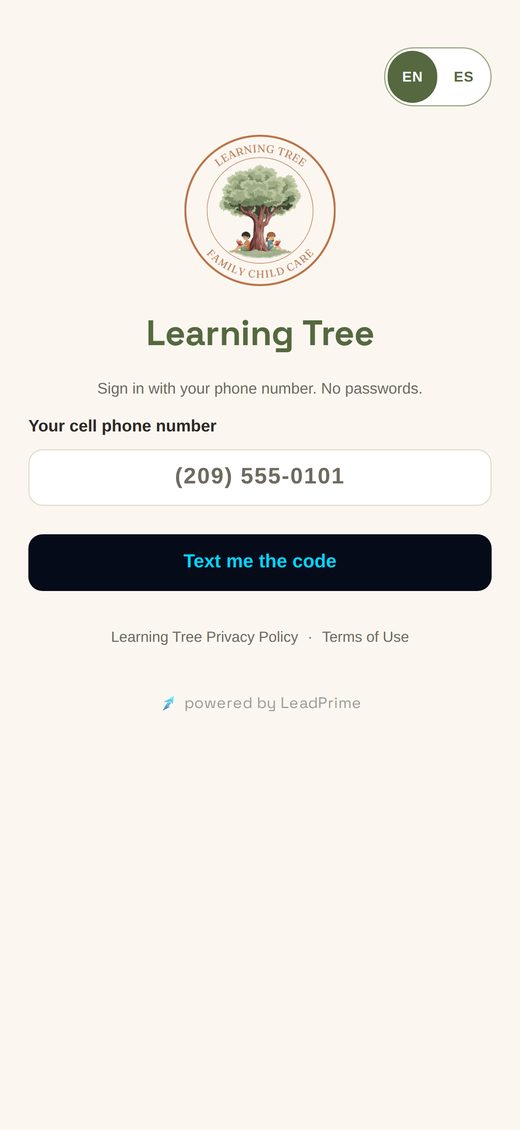 EN ES
LEARNING TREE
FAMILY CHILD CARE
Learning Tree
Sign in with your phone number. No passwords.
Your cell phone number
(209) 555-0101
Text me the code
Learning Tree Privacy Policy · Terms of Use
powered by LeadPrime